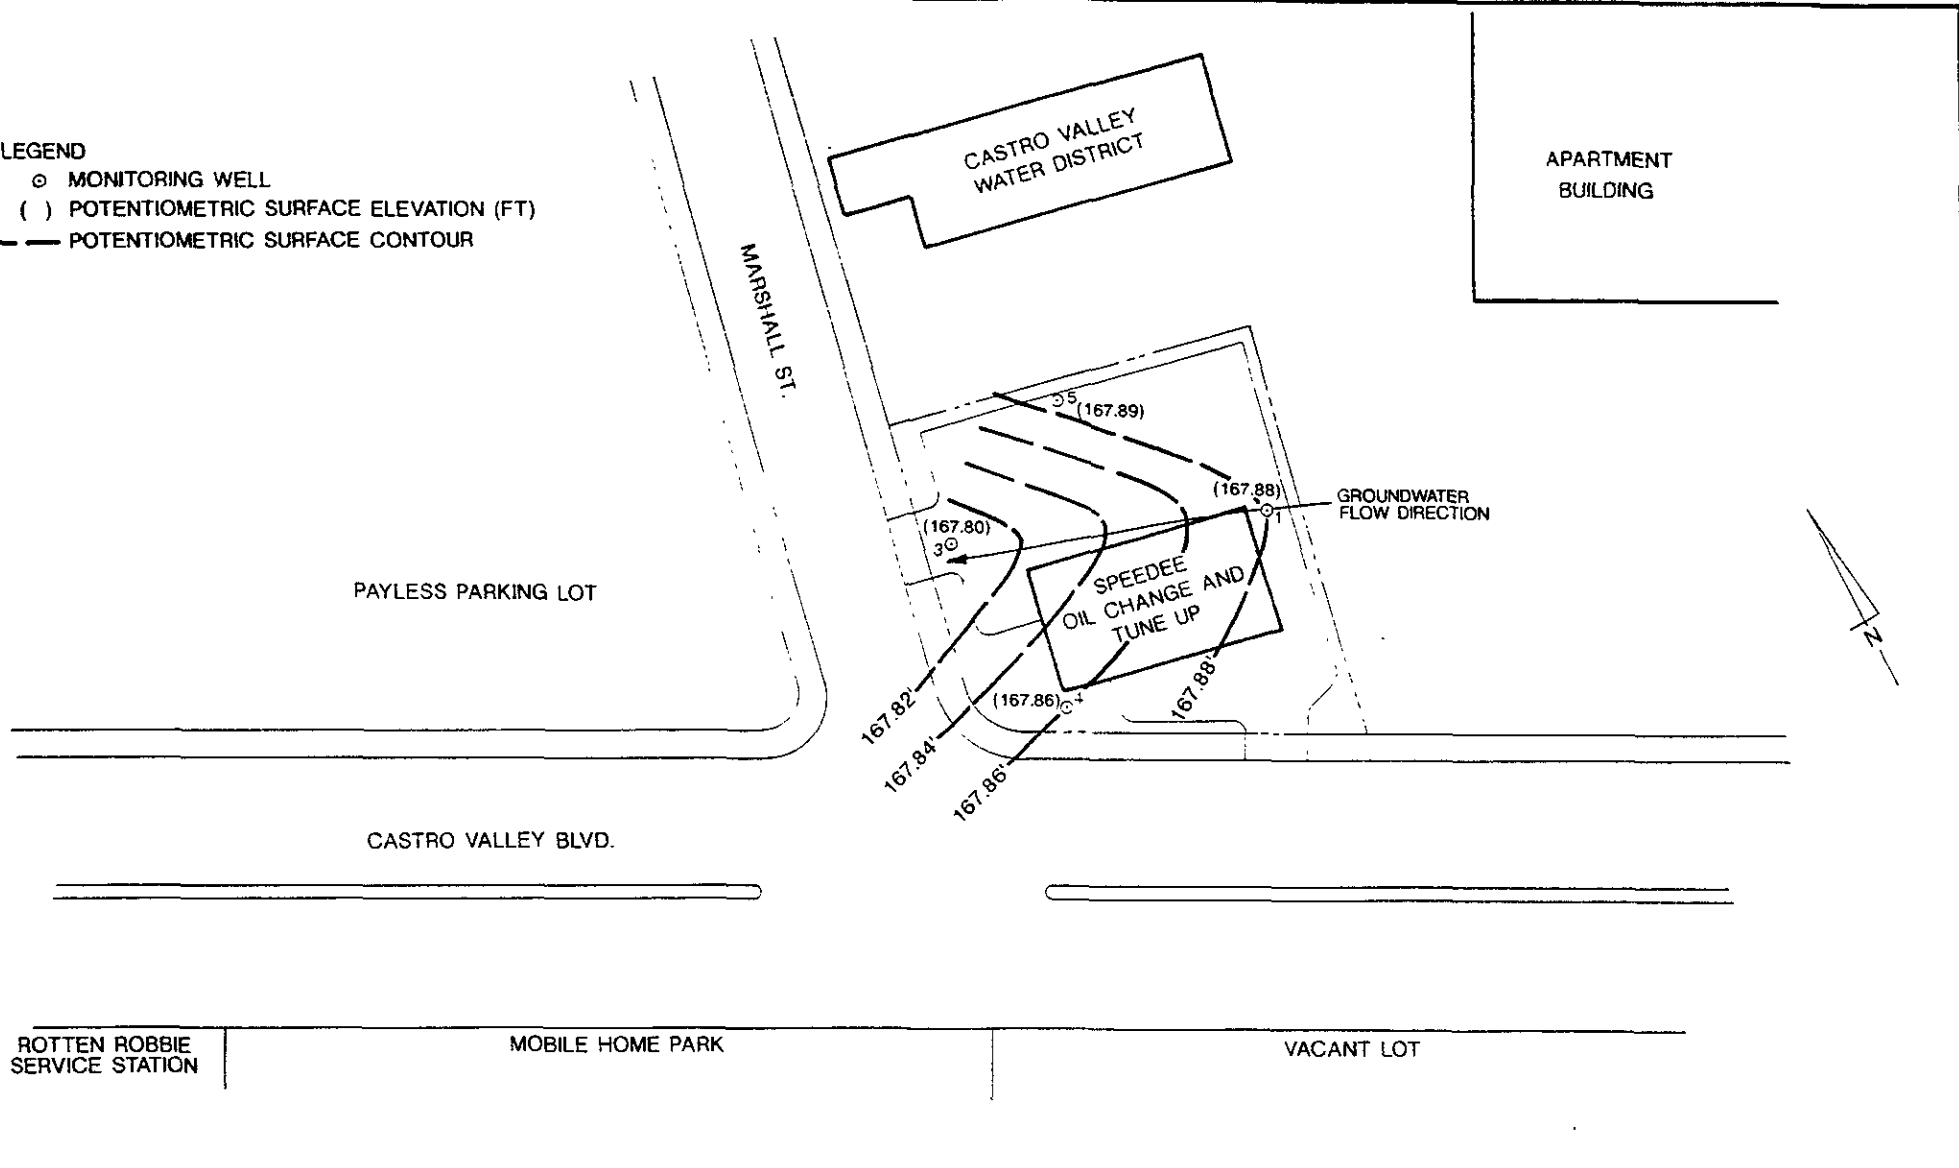 LEGEND
MONITORING WELL
( ) POTENTIOMETRIC SURFACE ELEVATION (FT)
POTENTIOMETRIC SURFACE CONTOUR
CASTRO VALLEY
WATER DISTRICT
APARTMENT
BUILDING
MARSHALL ST.
5
(167.89)
(167.88)
1
GROUNDWATER
FLOW DIRECTION
(167.80)
3
PAYLESS PARKING LOT
SPEEDEE
OIL CHANGE AND
TUNE UP
N
(167.86)
4
167.82'
167.84'
167.86'
167.88'
CASTRO VALLEY BLVD.
ROTTEN ROBBIE
SERVICE STATION
MOBILE HOME PARK
VACANT LOT